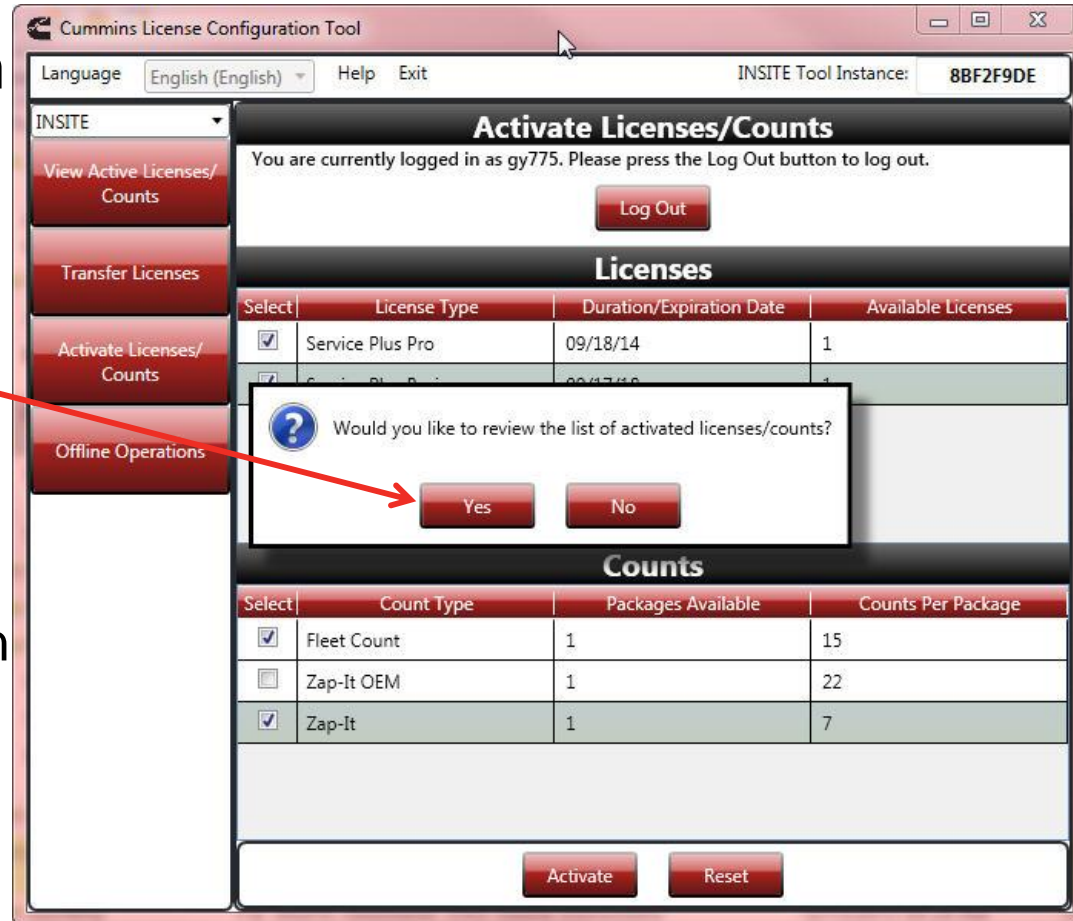 Cummins License Configuration Tool
Language English (English) Help Exit INSITE Tool Instance: 8BF2F9DE
INSITE
View Active Licenses/
Counts
Transfer Licenses
Activate Licenses/
Counts
Offline Operations
Activate Licenses/Counts
You are currently logged in as gy775. Please press the Log Out button to log out.
Log Out
Licenses
Select License Type Duration/Expiration Date Available Licenses
Service Plus Pro 09/18/14 1
Would you like to review the list of activated licenses/counts?
Yes No
Counts
Select Count Type Packages Available Counts Per Package
Fleet Count 1 15
Zap-It OEM 1 22
Zap-It 1 7
Activate Reset